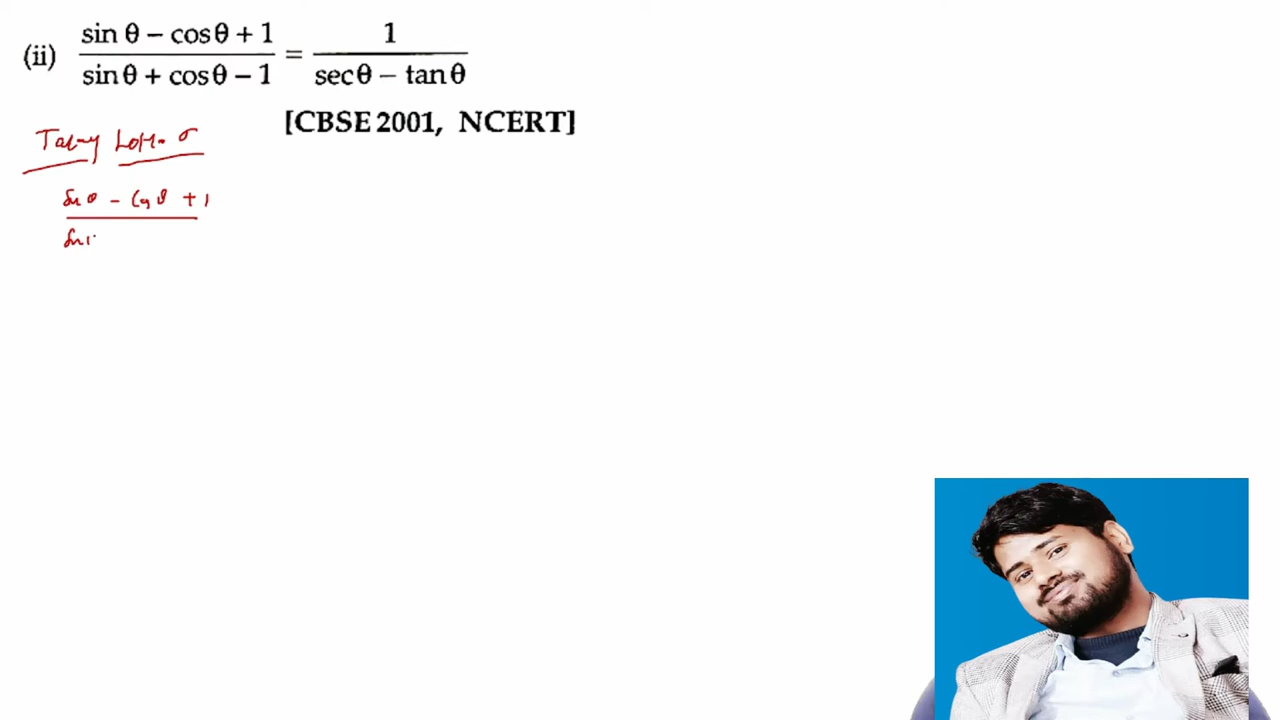 (ii) sin θ − cos θ + 1 / sin θ + cos θ − 1 = 1 / sec θ − tan θ
[CBSE 2001, NCERT]
Taking
sin θ − cos θ + 1